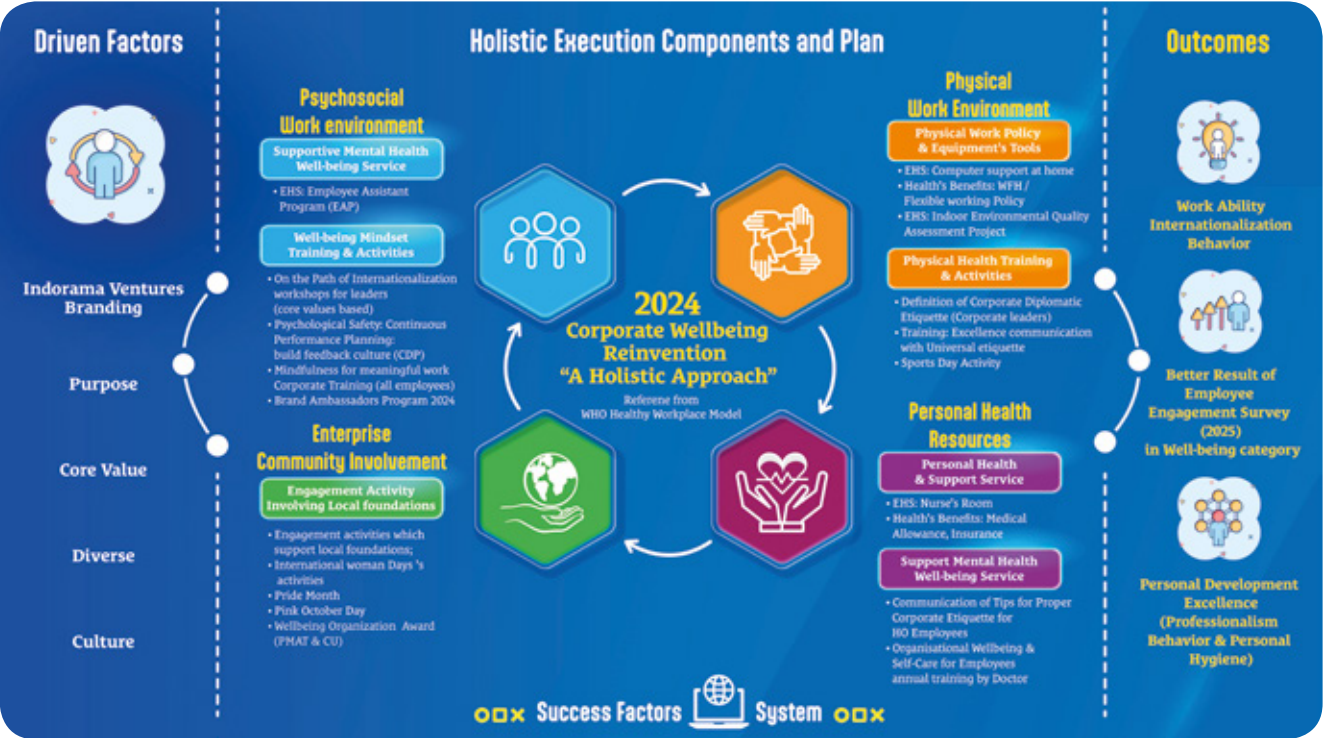 Driven Factors
Indorama Ventures
Branding
Purpose
Core Value
Diverse
Culture
Holistic Execution Components and Plan
Psychosocial
Work environment
Supportive Mental Health
Well-being Service
• EHS: Employee Assistant
Program (EAP)
Well-being Mindset
Training & Activities
• On the Path of Internationalization
workshops for leaders
(core values based)
• Psychological Safety: Continuous
Performance Planning:
build feedback culture (CDP)
• Mindfulness for meaningful work
Corporate Training (all employees)
• Brand Ambassadors Program 2024
Enterprise
Community Involvement
Engagement Activity
Involving Local foundations
• Engagement activities which
support local foundations;
• International woman Days 's
activities
• Pride Month
• Pink October Day
• Wellbeing Organization Award
(PMAT & CU)
2024
Corporate Wellbeing
Reinvention
"A Holistic Approach"
Referene from
WHO Healthy Workplace Model
Physical
Work Environment
Physical Work Policy
& Equipment's Tools
• EHS: Computer support at home
• Health's Benefits: WFH /
Flexible working Policy
• EHS: Indoor Environmental Quality
Assessment Project
Physical Health Training
& Activities
• Definition of Corporate Diplomatic
Etiquette (Corporate leaders)
• Training: Excellence communication
with Universal etiquette
• Sports Day Activity
Personal Health
Resources
Personal Health
& Support Service
• EHS: Nurse's Room
• Health's Benefits: Medical
Allowance, Insurance
Support Mental Health
Well-being Service
• Communication of Tips for Proper
Corporate Etiquette for
HO Employees
• Organisational Wellbeing &
Self-Care for Employees
annual training by Doctor
Success Factors System
Outcomes
Work Ability
Internationalization
Behavior
Better Result of
Employee
Engagement Survey
(2025)
in Well-being category
Personal Development
Excellence
(Professionalism
Behavior & Personal
Hygiene)